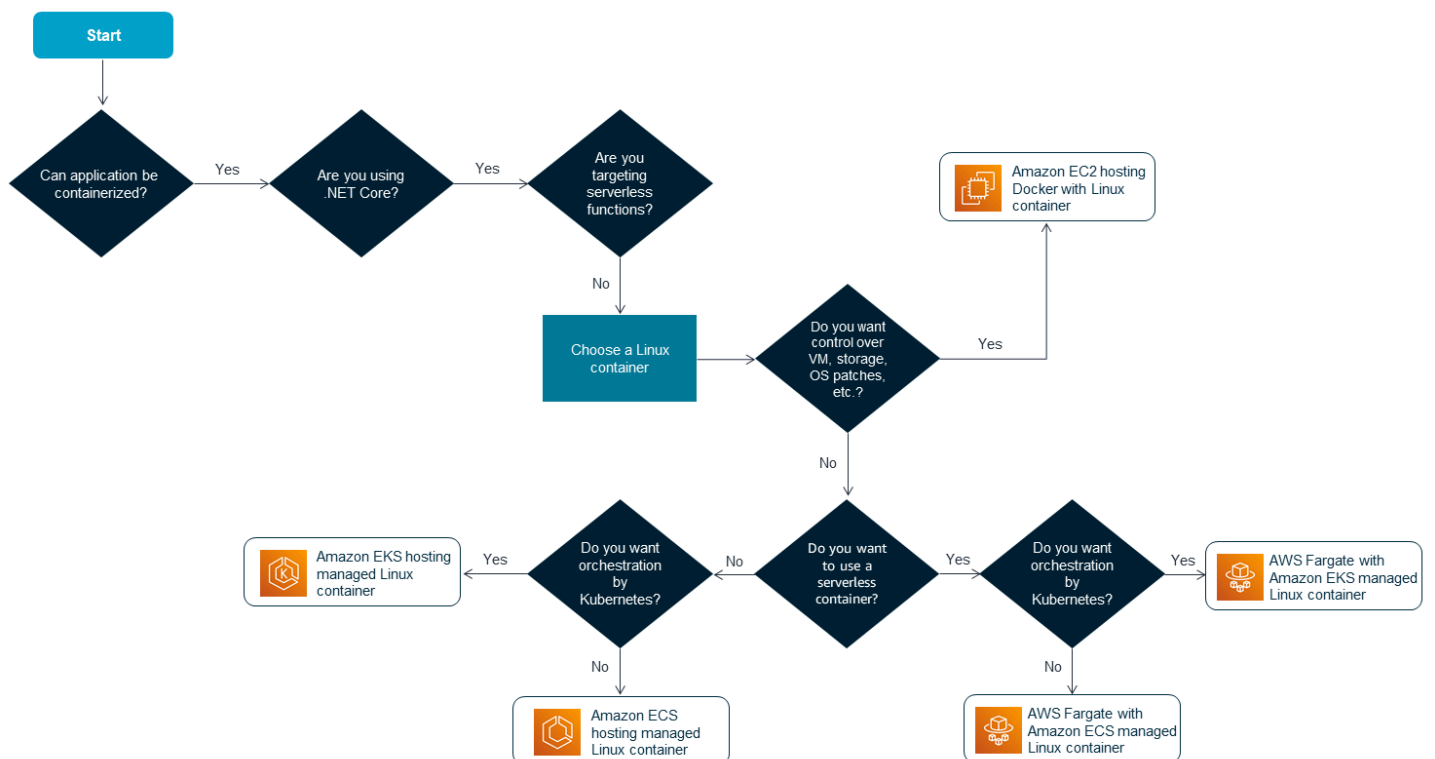 Start
Can application be
containerized?
Yes
Are you using
.NET Core?
Yes
Are you
targeting
serverless
functions?
No
Choose a Linux
container
Do you want
control over
VM, storage,
OS patches,
etc.?
Yes
Amazon EC2 hosting
Docker with Linux
container
No
Do you want
to use a
serverless
container?
No
Do you want
orchestration
by
Kubernetes?
Yes
Amazon EKS hosting
managed Linux
container
K
No
Amazon ECS
hosting managed
Linux container
Yes
Do you want
orchestration
by
Kubernetes?
Yes
AWS Fargate with
Amazon EKS managed
Linux container
No
AWS Fargate with
Amazon ECS managed
Linux container